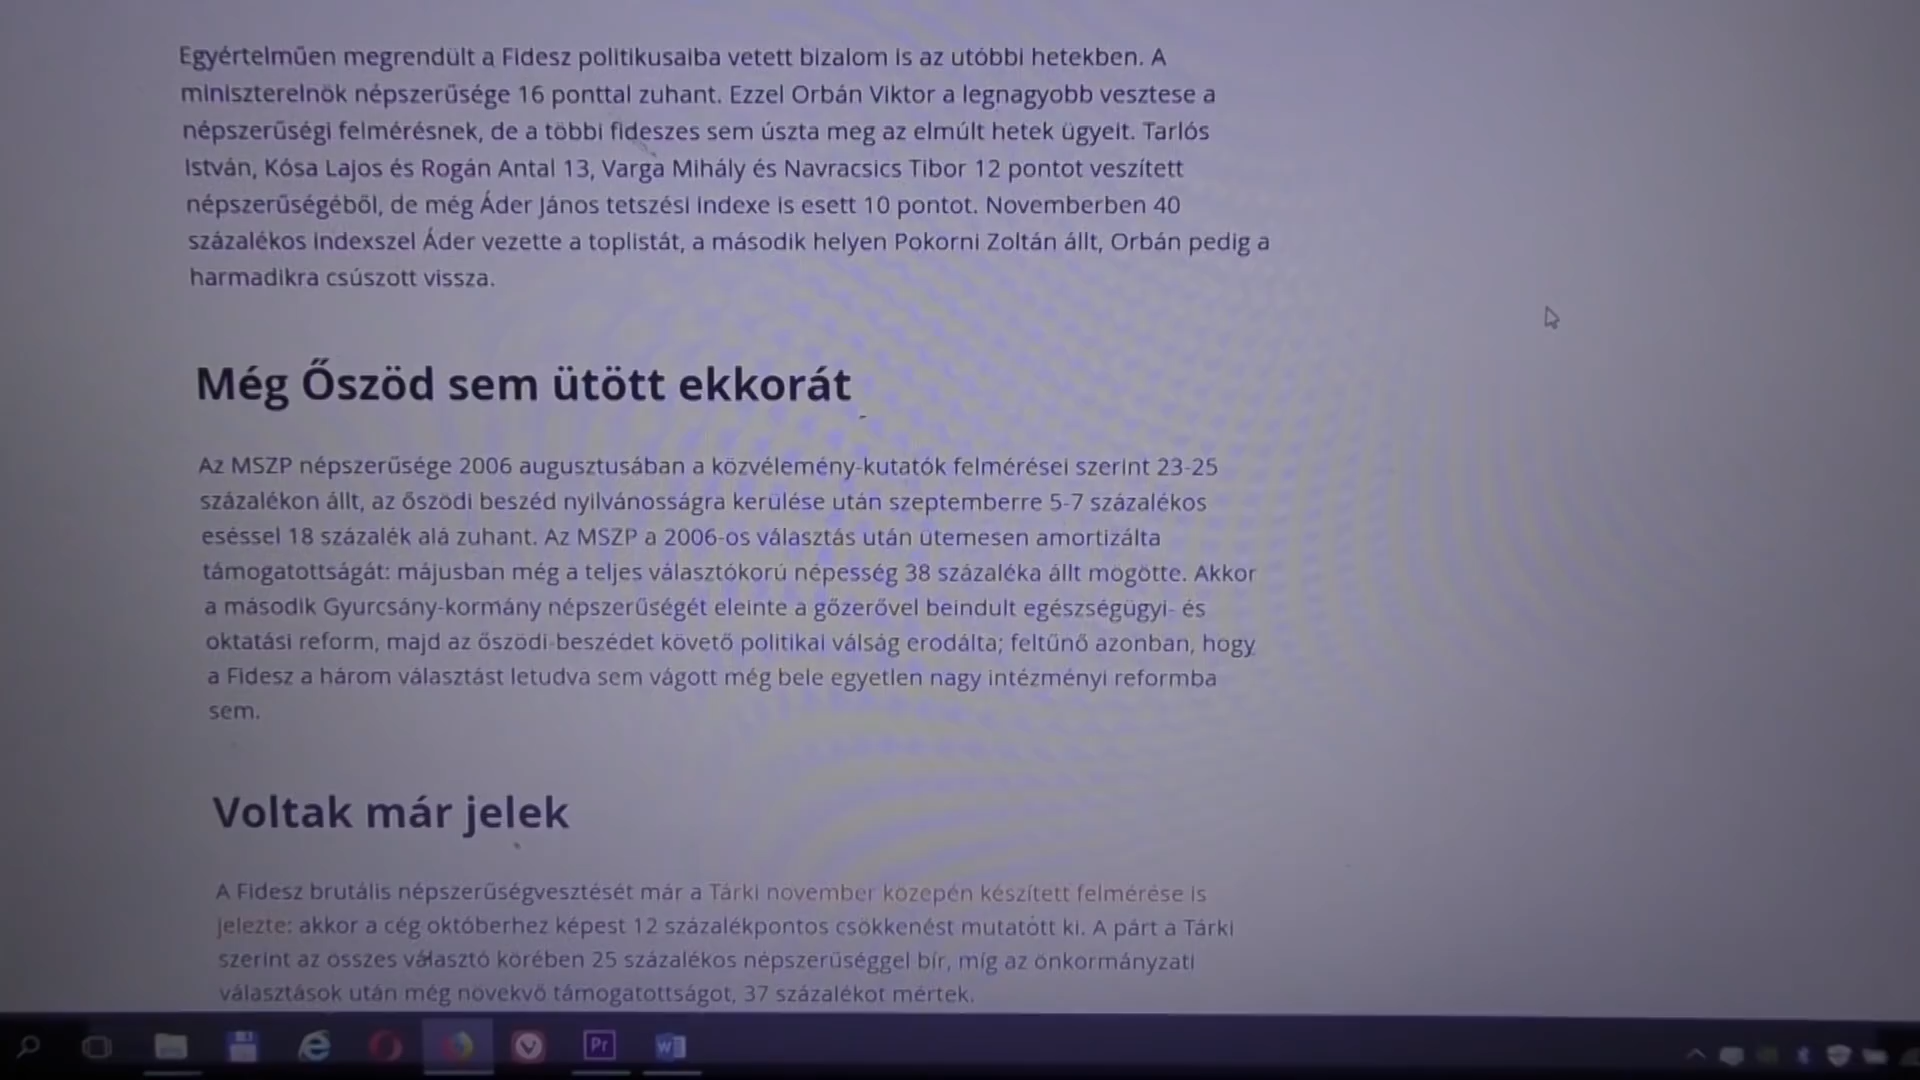 Egyértelműen megrendült a Fidesz politikusaiba vetett bizalom is az utóbbi hetekben. A
miniszterelnök népszerűsége 16 ponttal zuhant. Ezzel Orbán Viktor a legnagyobb vesztese a
népszerűségi felmérésnek, de a többi fideszes sem úszta meg az elmúlt hetek ügyeit. Tarlós
István, Kósa Lajos és Rogán Antal 13, Varga Mihály és Navracsics Tibor 12 pontot veszített
népszerűségéből, de még Áder János tetszési indexe is esett 10 pontot. Novemberben 40
százalékos indexszel Áder vezette a toplistát, a második helyen Pokorni Zoltán állt, Orbán pedig a
harmadikra csúszott vissza.
Még Őszöd sem ütött ekkorát
Az MSZP népszerűsége 2006 augusztusában a közvélemény-kutatók felmérései szerint 23-25
százalékon állt, az őszödi beszéd nyilvánosságra kerülése után szeptemberre 5-7 százalékos
eséssel 18 százalék alá zuhant. Az MSZP a 2006-os választás után ütemesen amortizálta
támogatottságát: májusban még a teljes választókorú népesség 38 százaléka állt mögötte. Akkor
a második Gyurcsány-kormány népszerűségét eleinte a gőzerővel beindult egészségügyi- és
oktatási reform, majd az őszödi-beszédet követő politikai válság erodálta; feltűnő azonban, hogy
a Fidesz a három választást letudva sem vágott még bele egyetlen nagy intézményi reformba
sem.
Voltak már jelek
A Fidesz brutális népszerűségvesztését már a Tárki november közepén készített felmérése is
jelezte: akkor a cég októberhez képest 12 százalékpontos csökkenést mutatott ki. A párt a Tárki
szerint az összes választó körében 25 százalékos népszerűséggel bír, míg az önkormányzati
választások után még növekvő támogatottságot, 37 százalékot mértek.
Pr
W